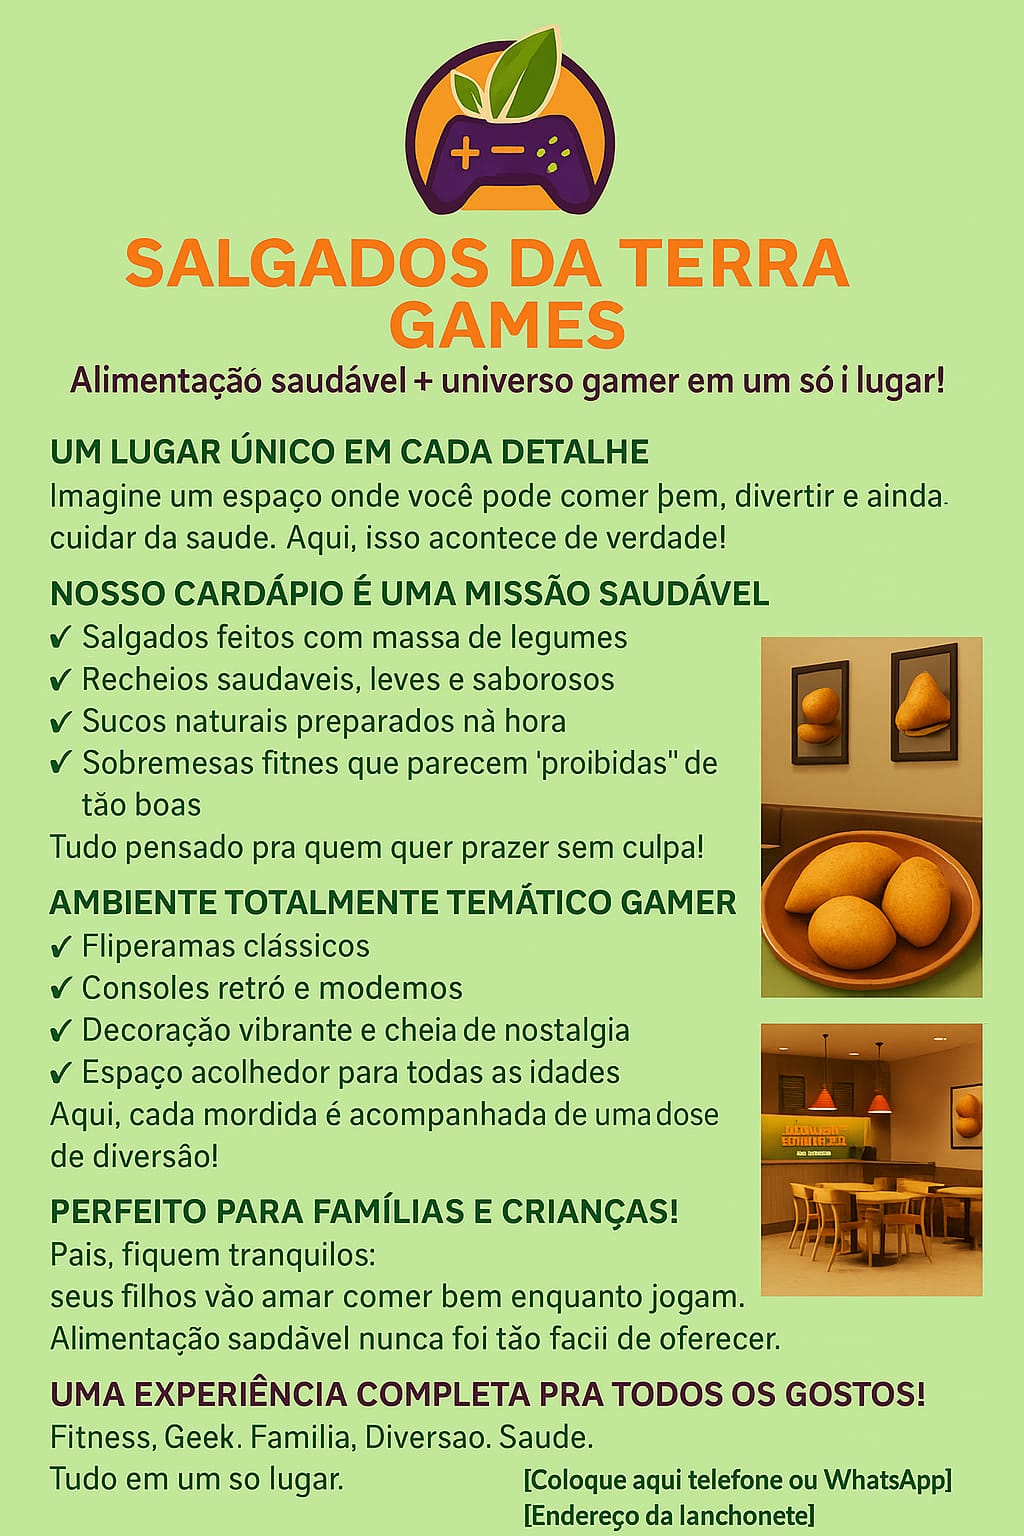 SALGADOS DA TERRA
GAMES
Alimentação saudável + universo gamer em um só i lugar!
UM LUGAR ÚNICO EM CADA DETALHE
Imagine um espaço onde você pode comer þem, divertir e ainda.
cuidar da saude. Aqui, isso acontece de verdade!
NOSSO CARDÁPIO É UMA MISSÃO SAUDÁVEL
✓ Salgados feitos com massa de legumes
✓ Recheios saudaveis, leves e saborosos
✓ Sucos naturais preparados nà hora
✓ Sobremesas fitnes que parecem 'proibidas" de
tǎo boas
Tudo pensado pra quem quer prazer sem culpa!
AMBIENTE TOTALMENTE TEMÁTICO GAMER
✓ Fliperamas clássicos
✓ Consoles retró e modemos
✓ Decoraçǎo vibrante e cheia de nostalgia
✓ Espaço acolhedor para todas as idades
Aqui, cada mordida é acompanhada de uma dose
de diversâo!
PERFEITO PARA FAMÍLIAS E CRIANÇAS!
Pais, fiquem tranquilos:
seus filhos vǎo amar comer bem enquanto jogam.
Alimentaçǎo sapdãvel nunca foi tǎo facii de oferecer.
UMA EXPERIÊNCIA COMPLETA PRA TODOS OS GOSTOS!
Fitness, Geek. Familia, Diversao. Saude.
Tudo em um so lugar.
[Coloque aqui telefone ou WhatsApp]
[Endereço da lanchonete]